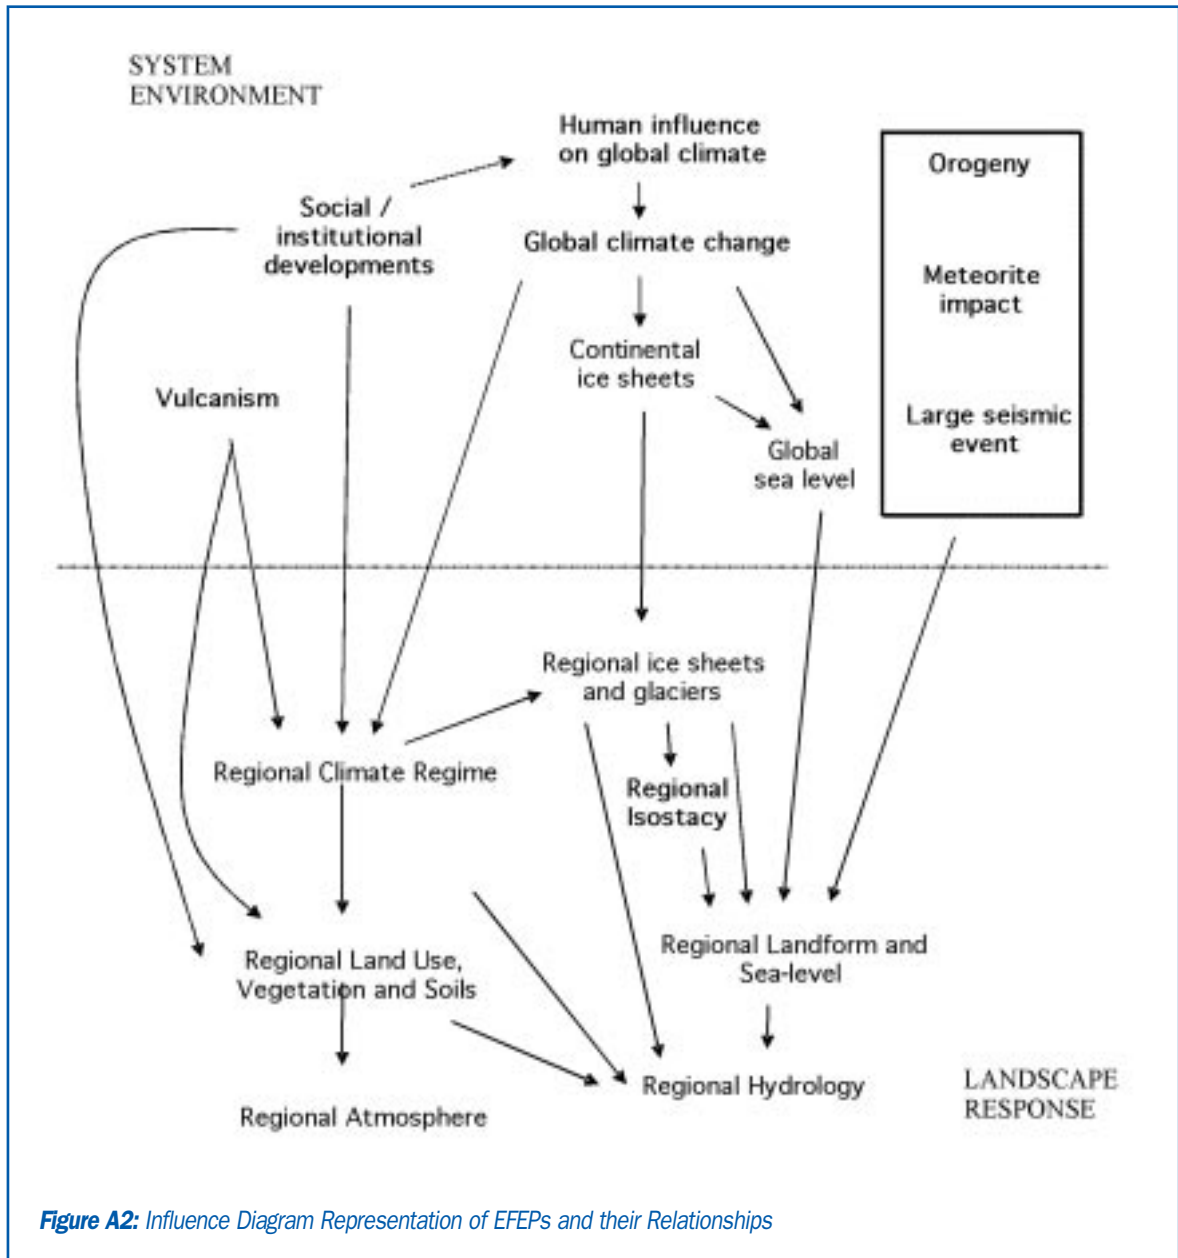 SYSTEM
ENVIRONMENT
Human influence
on global climate
Orogeny
Social /
institutional
developments
Global climate change
Meteorite
impact
Continental
ice sheets
Vulcanism
Large seismic
event
Global
sea level
Regional ice sheets
and glaciers
Regional Climate Regime
Regional
Isostacy
Regional Landform and
Sea-level
Regional Land Use,
Vegetation and Soils
Regional Hydrology
LANDSCAPE
RESPONSE
Regional Atmosphere
Figure A2: Influence Diagram Representation of EFEPs and their Relationships